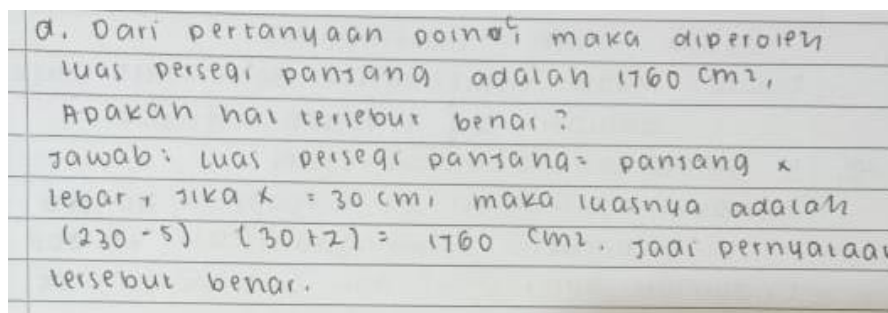 d. Dari pertanyaan poin c, maka diperoleh
luas persegi panjang adalah 1760 cm2,
Apakah hal tersebut benar?
Jawab: luas persegi panjang = panjang x
lebar, Jika x = 30 cm, maka luasnya adalah
(230 - 5) (30 + 2) = 1760 cm2. Jadi pernyataan
tersebut benar.